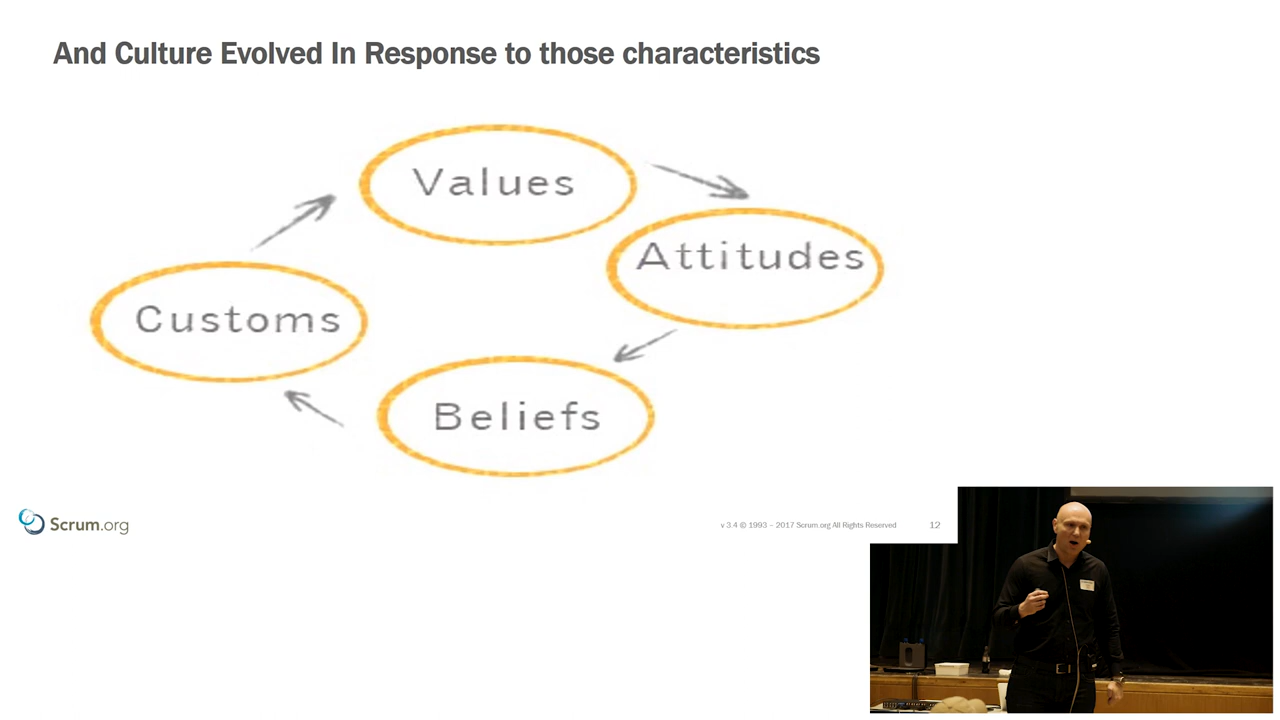 And Culture Evolved In Response to those characteristics
Values
Attitudes
Customs
Beliefs
Scrum.org
v 3.4 © 1993 – 2017 Scrum.org All Rights Reserved
12